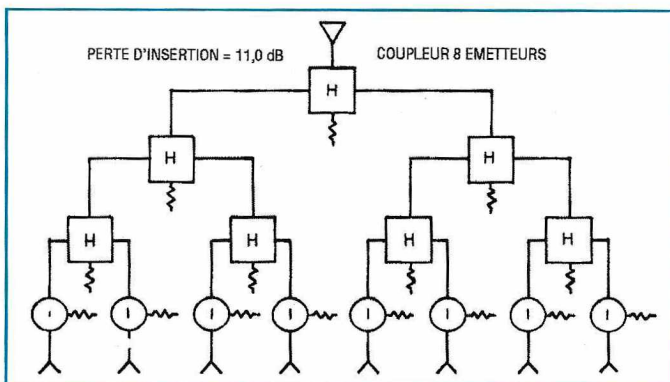 PERTE D'INSERTION = 11,0 dB COUPLEUR 8 EMETTEURS
H
H H
H H H H
I I I I I I I I